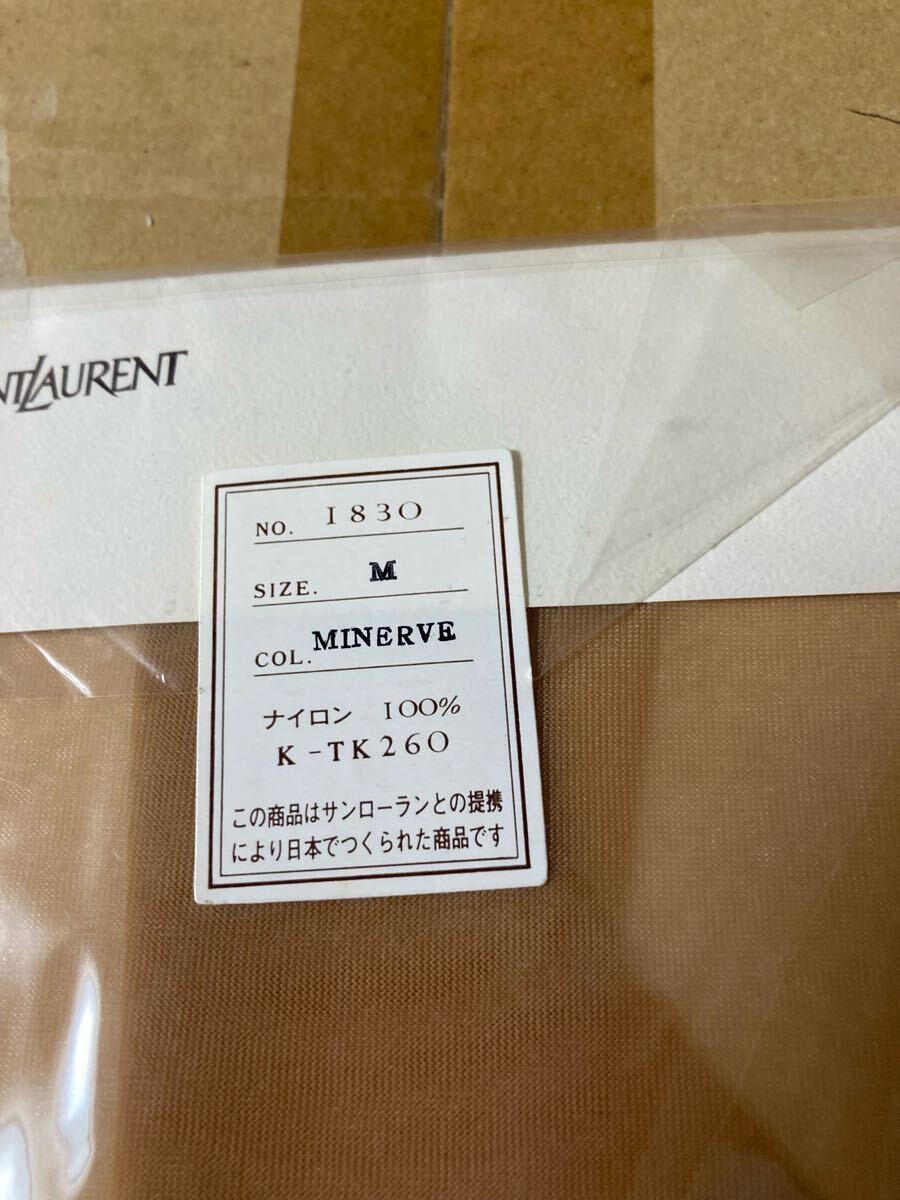 NTLAURENT
NO. 1830
SIZE. M
COL. MINERVE
ナイロン 100%
K-TK260
この商品はサンローランとの提携
により日本でつくられた商品です